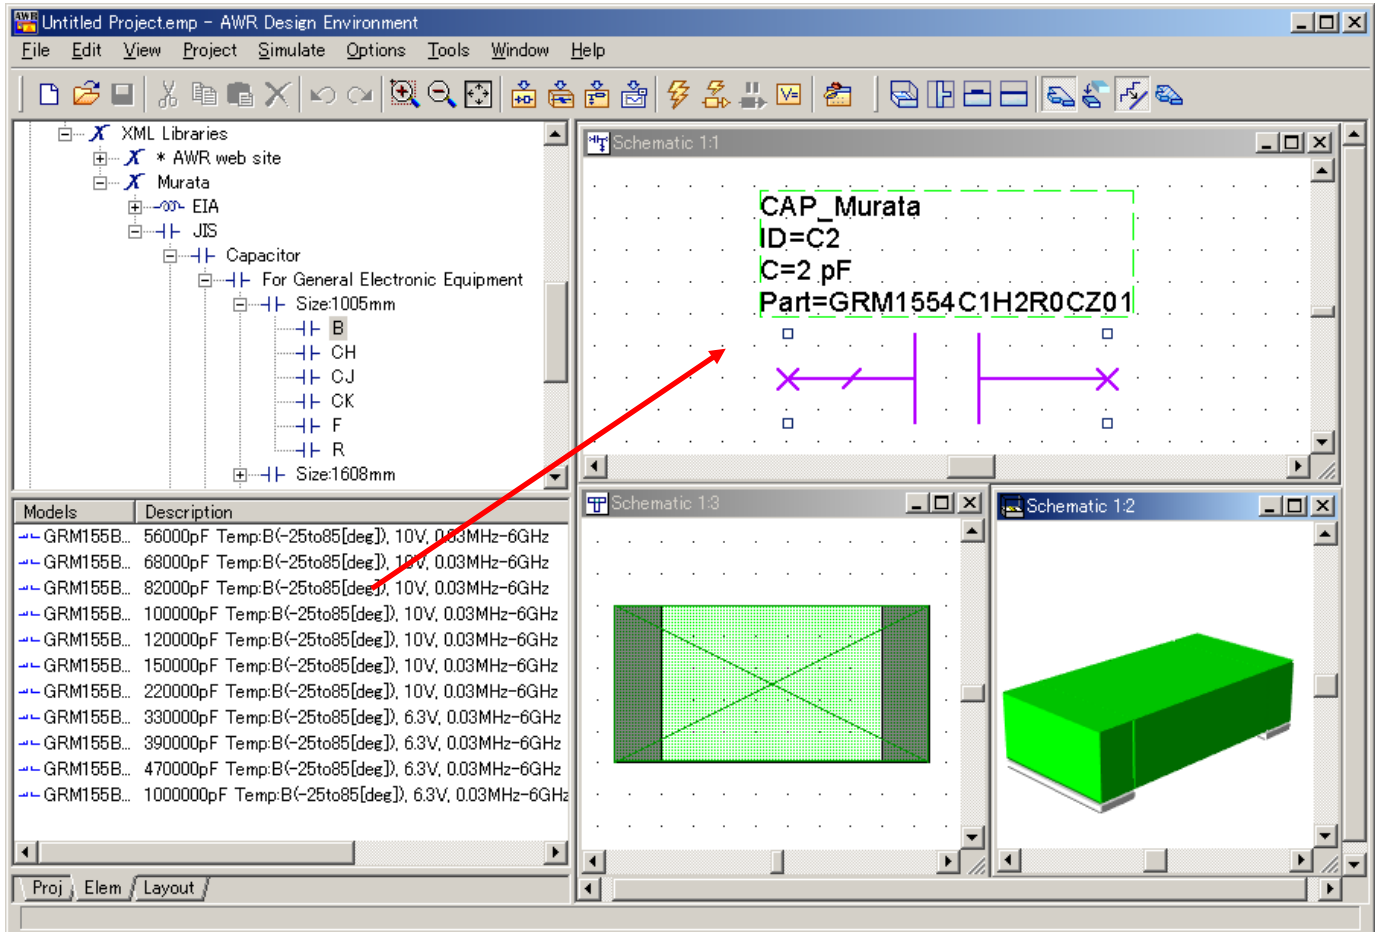 Untitled Project.emp - AWR Design Environment
File Edit View Project Simulate Options Tools Window Help
XML Libraries
* AWR web site
Murata
EIA
JIS
Capacitor
For General Electronic Equipment
Size:1005mm
B
CH
CJ
CK
F
R
Size:1608mm
Models Description
GRM155B... 56000pF Temp:B(-25to85[deg]), 10V, 0.03MHz-6GHz
GRM155B... 68000pF Temp:B(-25to85[deg]), 10V, 0.03MHz-6GHz
GRM155B... 82000pF Temp:B(-25to85[deg]), 10V, 0.03MHz-6GHz
GRM155B... 100000pF Temp:B(-25to85[deg]), 10V, 0.03MHz-6GHz
GRM155B... 120000pF Temp:B(-25to85[deg]), 10V, 0.03MHz-6GHz
GRM155B... 150000pF Temp:B(-25to85[deg]), 10V, 0.03MHz-6GHz
GRM155B... 220000pF Temp:B(-25to85[deg]), 10V, 0.03MHz-6GHz
GRM155B... 330000pF Temp:B(-25to85[deg]), 6.3V, 0.03MHz-6GHz
GRM155B... 390000pF Temp:B(-25to85[deg]), 6.3V, 0.03MHz-6GHz
GRM155B... 470000pF Temp:B(-25to85[deg]), 6.3V, 0.03MHz-6GHz
GRM155B... 1000000pF Temp:B(-25to85[deg]), 6.3V, 0.03MHz-6GHz
Proj Elem Layout
Schematic 1:1
CAP_Murata
ID=C2
C=2 pF
Part=GRM1554C1H2R0CZ01
Schematic 1:3
Schematic 1:2